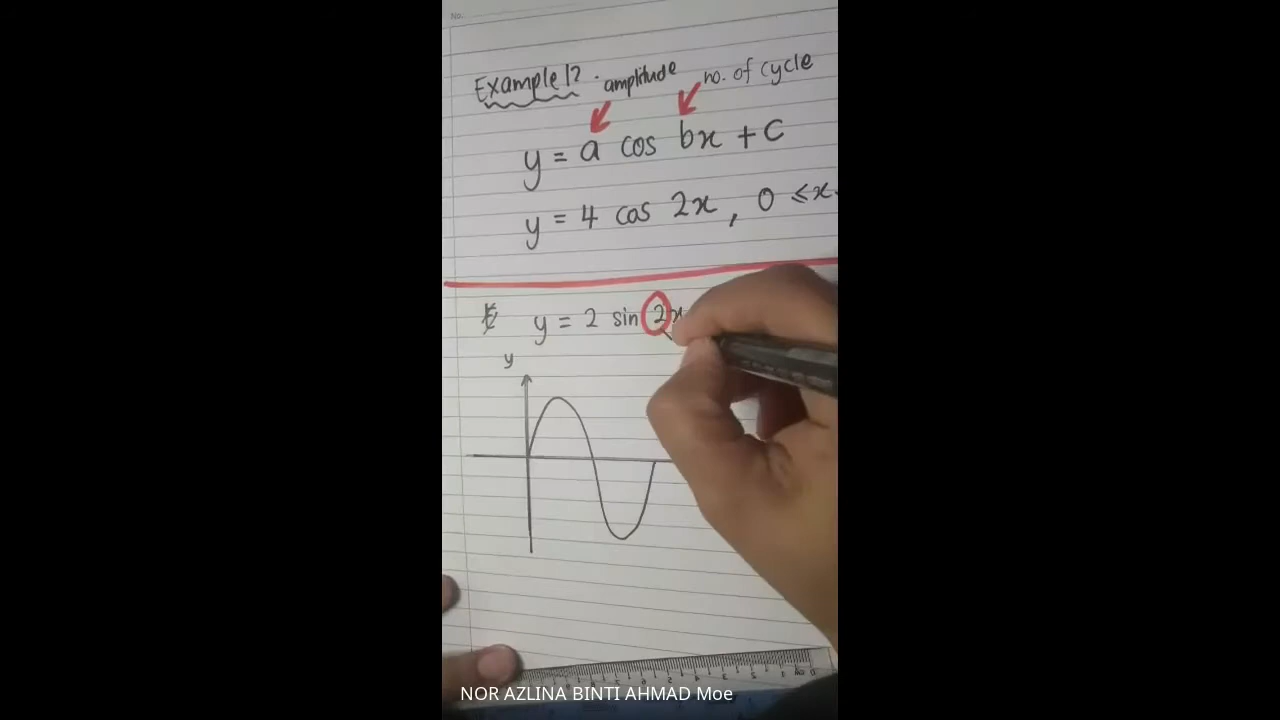 No.
Example 12. amplitude no. of cycle
y = a cos bx + c
y = 4 cos 2x , 0 ≤ x
y = 2 sin 2x
y
NOR AZLINA BINTI AHMAD Moe